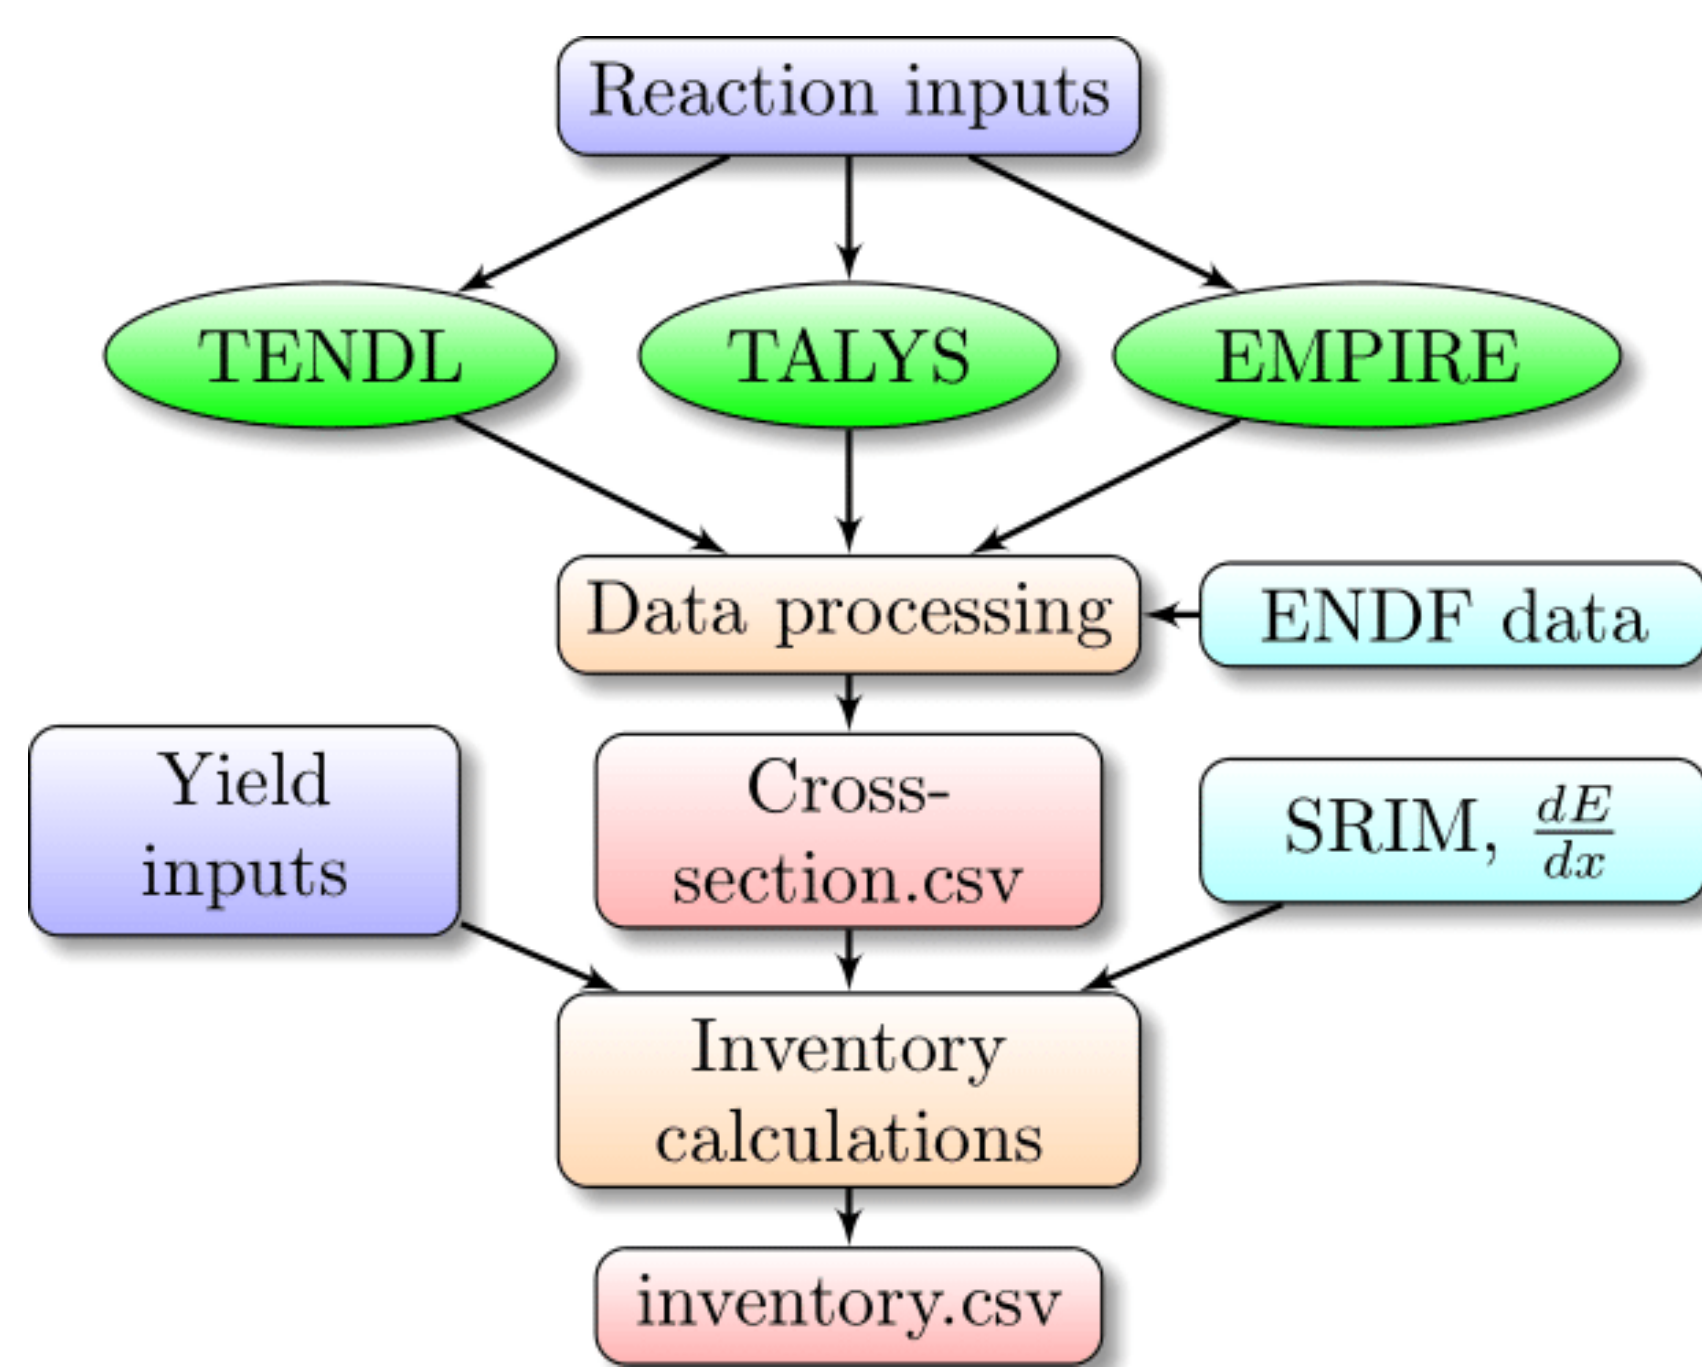 Reaction inputs
TENDL
TALYS
EMPIRE
Data processing
ENDF data
Yield
inputs
Cross-
section.csv
SRIM, dE/dx
Inventory
calculations
inventory.csv